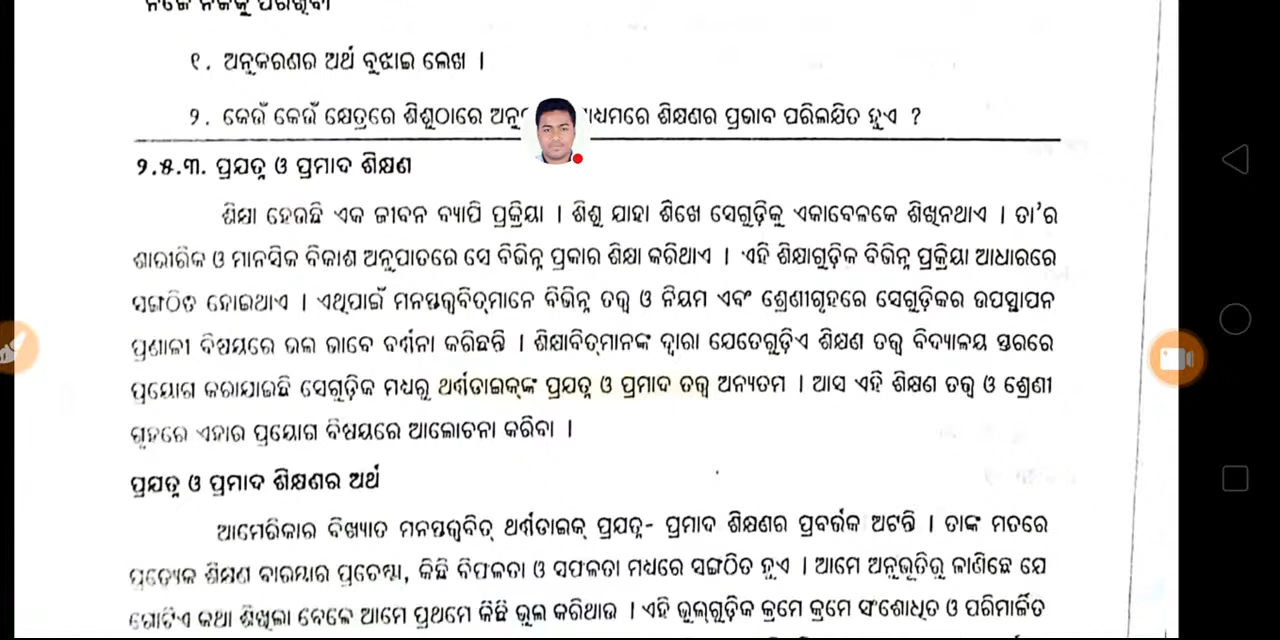 ନିଜେ ନିଜକୁ ପରଖିବା
୧. ଅନୁକରଣର ଅର୍ଥ ବୁଝାଇ ଲେଖ ।
୨. କେଉଁ କେଉଁ କ୍ଷେତ୍ରରେ ଶିଶୁଠାରେ ଶିକ୍ଷଣର ପ୍ରଭାବ ପରିଲକ୍ଷିତ ହୁଏ ?
୨.୫.୩. ପ୍ରଯତ୍ନ ଓ ପ୍ରମାଦ ଶିକ୍ଷଣ
ଶିକ୍ଷା ହେଉଛି ଏକ ଜୀବନ ବ୍ୟାପି ପ୍ରକ୍ରିୟା । ଶିଶୁ ଯାହା ଶିଖେ ସେଗୁଡ଼ିକୁ ଏକାବେଳକେ ଶିଖିନଥାଏ । ତା'ର
ଶାରୀରିକ ଓ ମାନସିକ ବିକାଶ ଅନୁପାତରେ ସେ ବିଭିନ୍ନ ପ୍ରକାର ଶିକ୍ଷା କରିଥାଏ । ଏହି ଶିକ୍ଷାଗୁଡ଼ିକ ବିଭିନ୍ନ ପ୍ରକ୍ରିୟା ଆଧାରରେ
ସଙ୍ଗଠିତ ହୋଇଥାଏ । ଏଥିପାଇଁ ମନସ୍ତତ୍ତ୍ୱବିତ୍‌ମାନେ ବିଭିନ୍ନ ତତ୍ତ୍ୱ ଓ ନିୟମ ଏବଂ ଶ୍ରେଣୀଗୃହରେ ସେଗୁଡ଼ିକର ଉପସ୍ଥାପନ
ପ୍ରଣାଳୀ ବିଷୟରେ ଭଲ ଭାବେ ବର୍ଣ୍ଣନା କରିଛନ୍ତି । ଶିକ୍ଷାବିତ୍‌ମାନଙ୍କ ଦ୍ୱାରା ଯେତେଗୁଡ଼ିଏ ଶିକ୍ଷଣ ତତ୍ତ୍ୱ ବିଦ୍ୟାଳୟ ସ୍ତରରେ
ପ୍ରୟୋଗ କରାଯାଇଛି ସେଗୁଡ଼ିକ ମଧ୍ୟରୁ ଥର୍ଣ୍ଣଡାଇକ୍‌ଙ୍କ ପ୍ରଯତ୍ନ ଓ ପ୍ରମାଦ ତତ୍ତ୍ୱ ଅନ୍ୟତମ । ଆସ ଏହି ଶିକ୍ଷଣ ତତ୍ତ୍ୱ ଓ ଶ୍ରେଣୀ
ଗୃହରେ ଏହାର ପ୍ରୟୋଗ ବିଷୟରେ ଆଲୋଚନା କରିବା ।
ପ୍ରଯତ୍ନ ଓ ପ୍ରମାଦ ଶିକ୍ଷଣର ଅର୍ଥ
ଆମେରିକାର ବିଖ୍ୟାତ ମନସ୍ତତ୍ତ୍ୱବିତ୍ ଥର୍ଣ୍ଣଡାଇକ୍ ପ୍ରଯତ୍ନ- ପ୍ରମାଦ ଶିକ୍ଷଣର ପ୍ରବର୍ତ୍ତକ ଅଟନ୍ତି । ତାଙ୍କ ମତରେ
ପ୍ରତ୍ୟେକ ଶିକ୍ଷଣ ବାରମ୍ବାର ପ୍ରଚେଷ୍ଟା, କିଛି ବିଫଳତା ଓ ସଫଳତା ମଧ୍ୟରେ ସଙ୍ଗଠିତ ହୁଏ । ଆମେ ଅନୁଭୂତିରୁ ଜାଣିଛେ ଯେ
ଗୋଟିଏ କଥା ଶିଖିଲା ବେଳେ ଆମେ ପ୍ରଥମେ କିଛି ଭୁଲ କରିଥାଉ । ଏହି ଭୁଲ୍‌ଗୁଡ଼ିକ କ୍ରମେ କ୍ରମେ ସଂଶୋଧିତ ଓ ପରିମାର୍ଜିତ